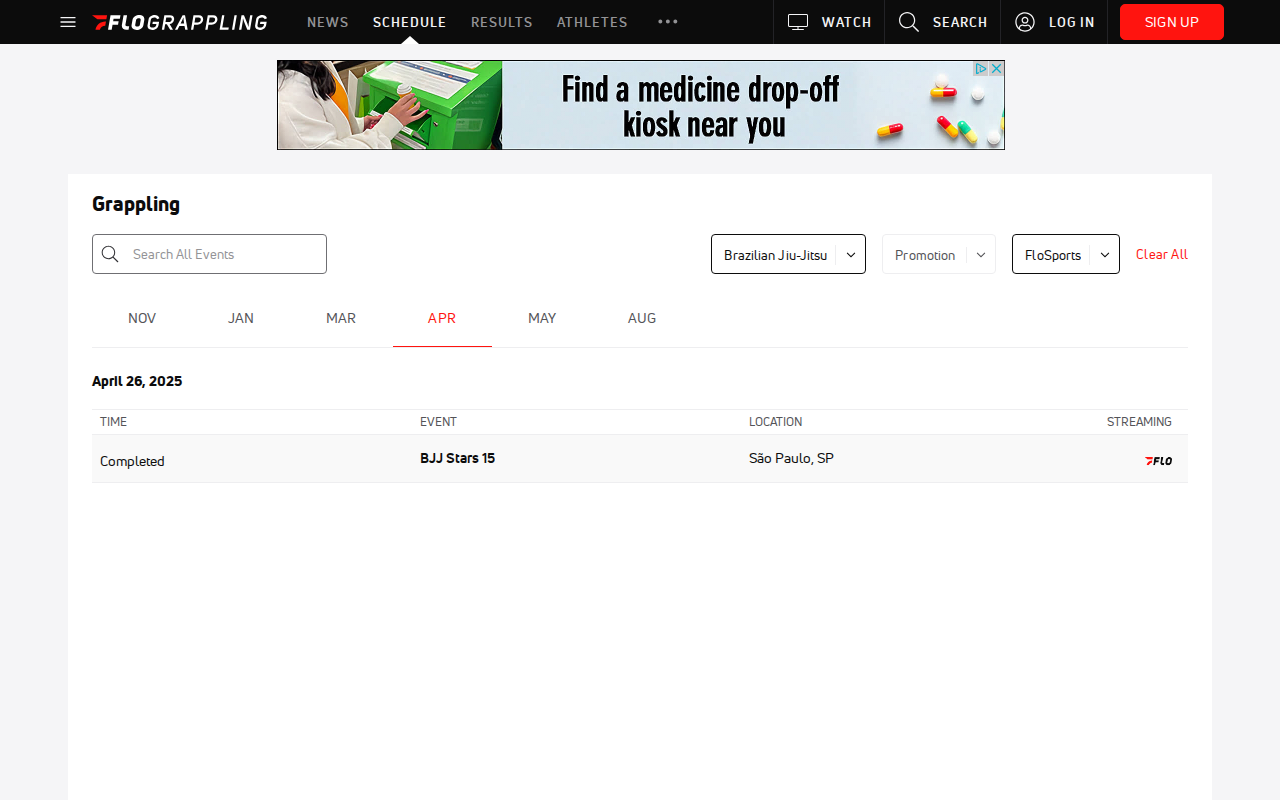 FLOGRAPPLING NEWS SCHEDULE RESULTS ATHLETES ••• WATCH SEARCH LOG IN SIGN UP
Find a medicine drop-off
kiosk near you
Grappling
Search All Events Brazilian Jiu-Jitsu Promotion FloSports Clear All
NOV JAN MAR APR MAY AUG
April 26, 2025
TIME EVENT LOCATION STREAMING
Completed BJJ Stars 15 São Paulo, SP FLO